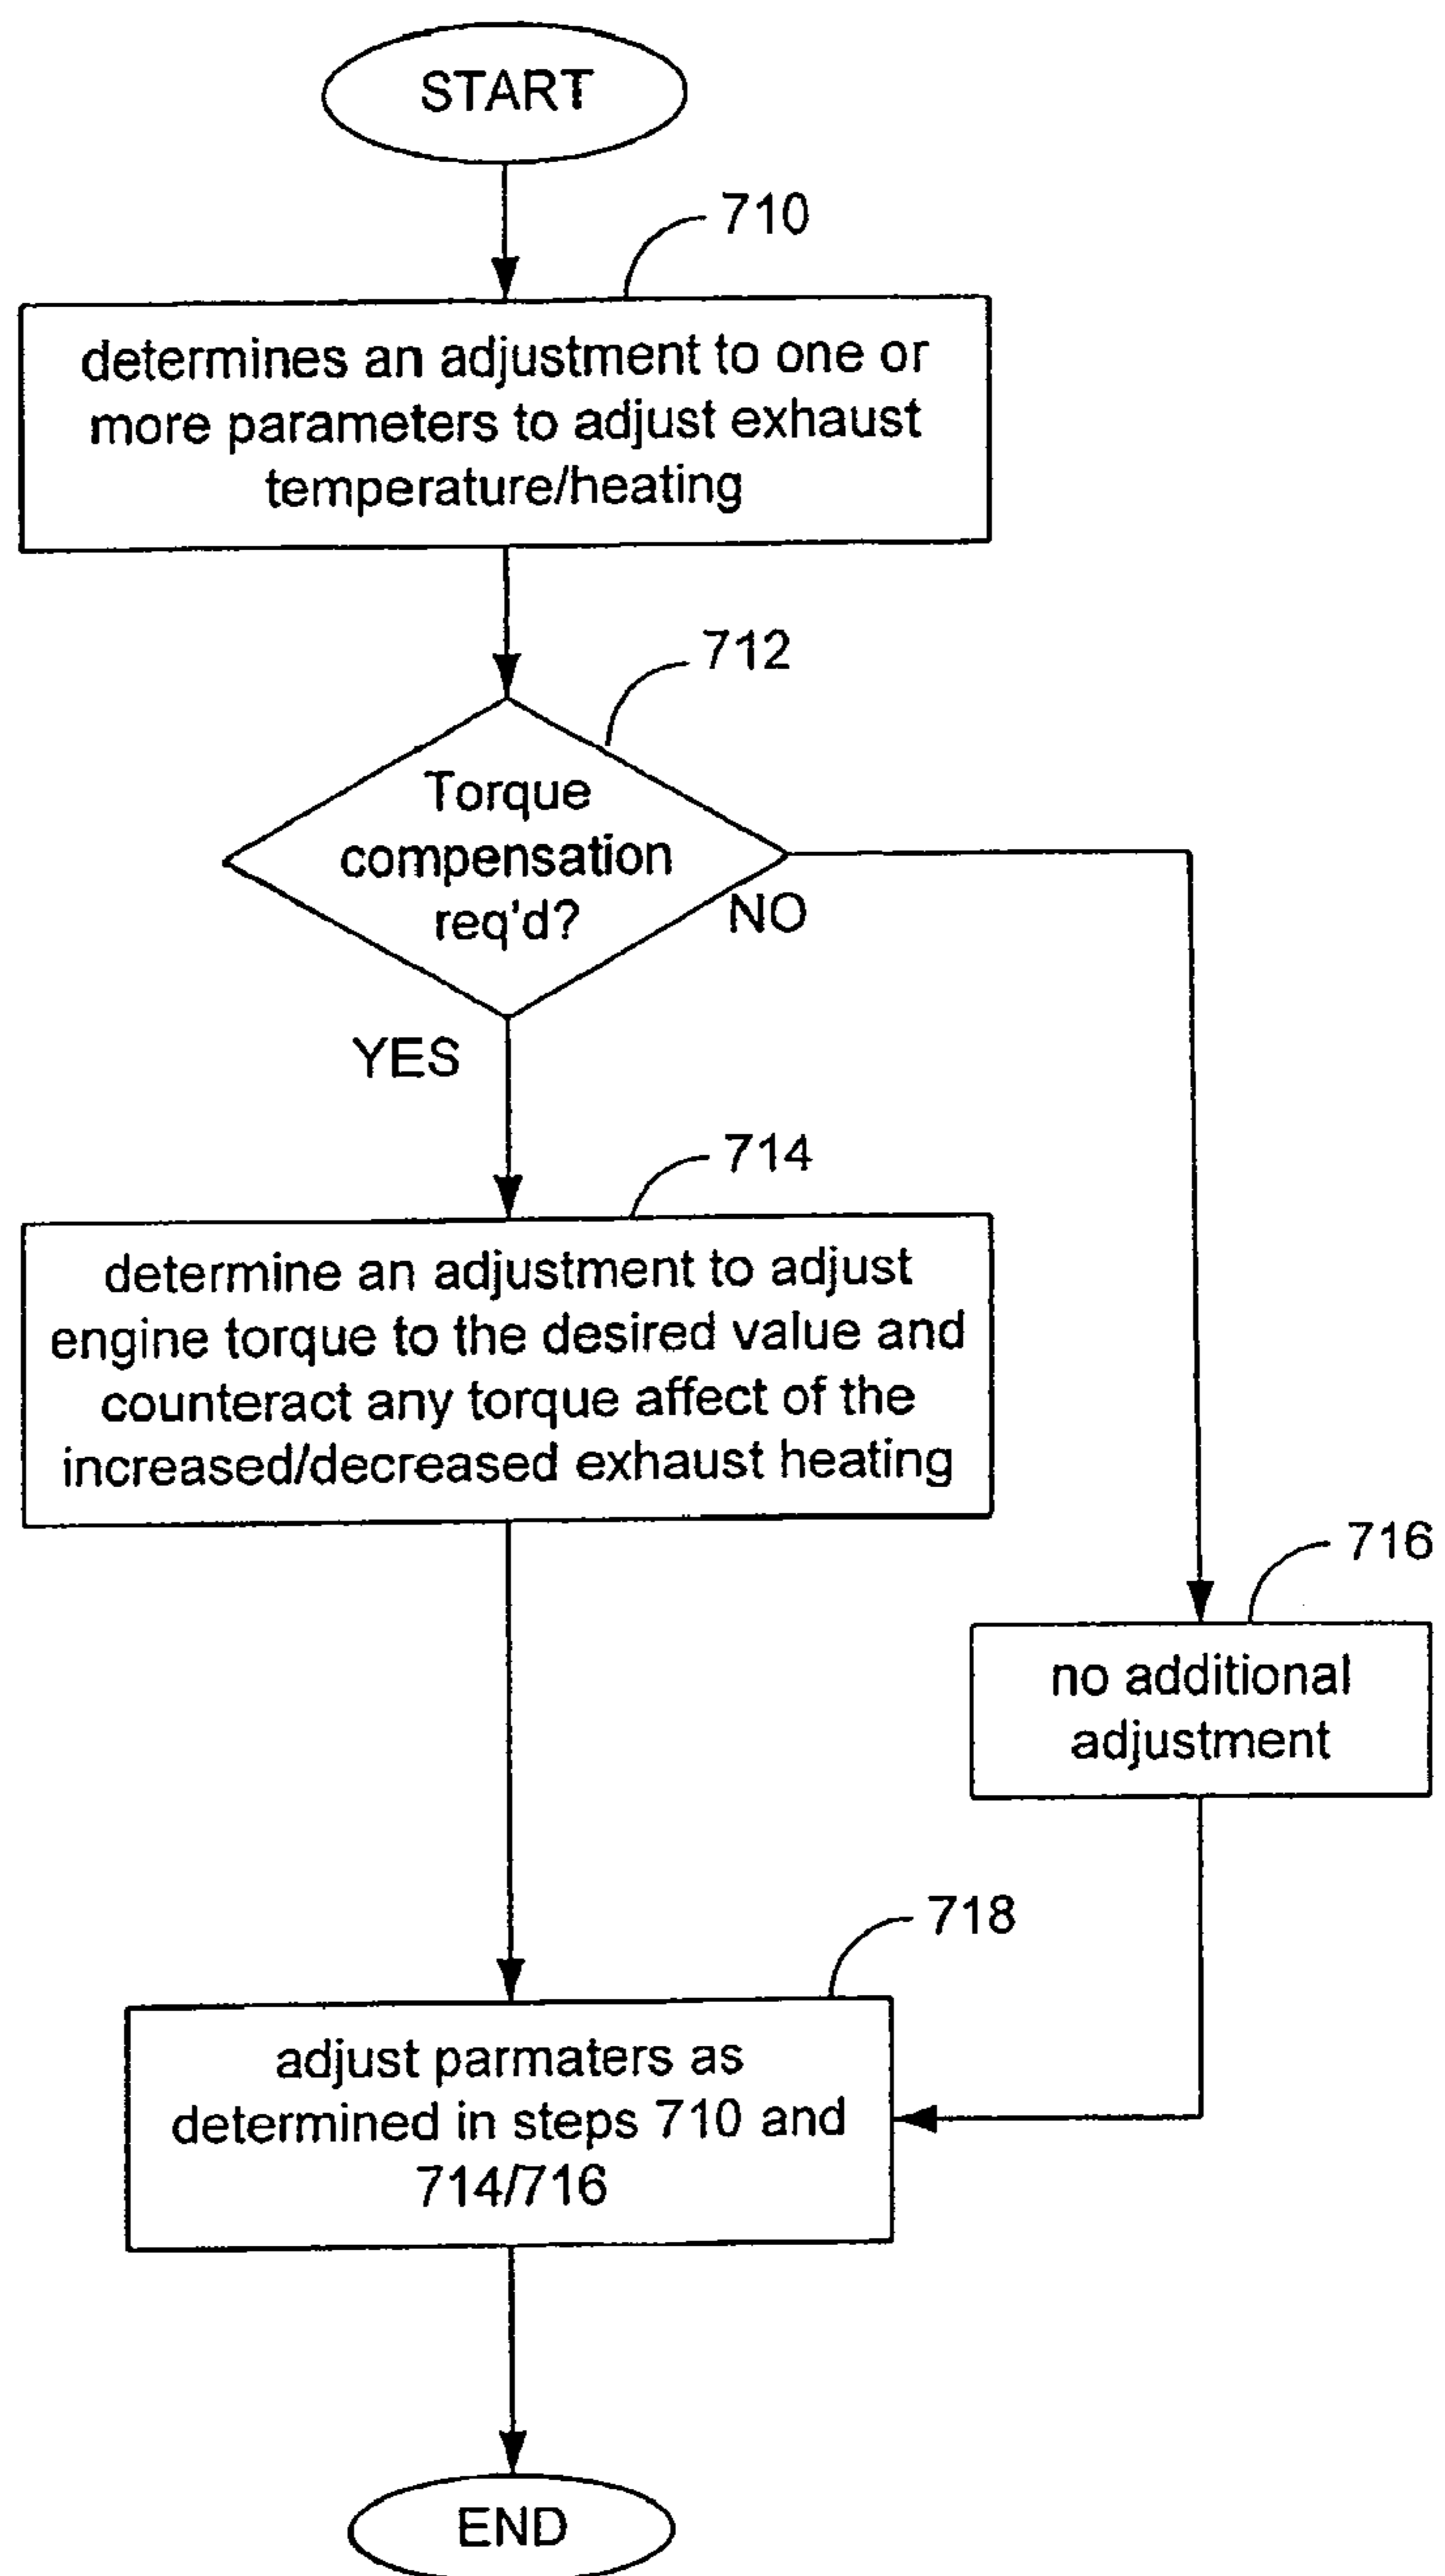 START
710
determines an adjustment to one or
more parameters to adjust exhaust
temperature/heating
712
Torque
compensation
req'd?
NO
YES
714
determine an adjustment to adjust
engine torque to the desired value and
counteract any torque affect of the
increased/decreased exhaust heating
716
no additional
adjustment
718
adjust parmaters as
determined in steps 710 and
714/716
END